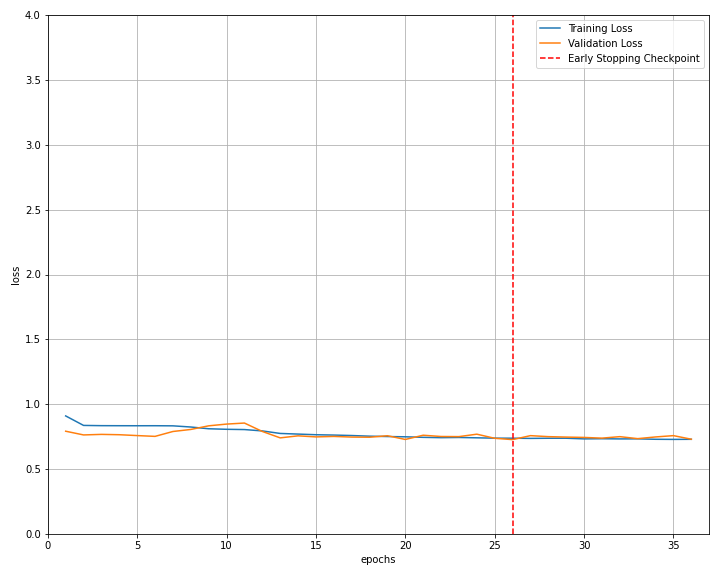 4.0
3.5
3.0
2.5
2.0
1.5
1.0
0.5
0.0
loss
0 5 10 15 20 25 30 35
epochs
Training Loss
Validation Loss
Early Stopping Checkpoint